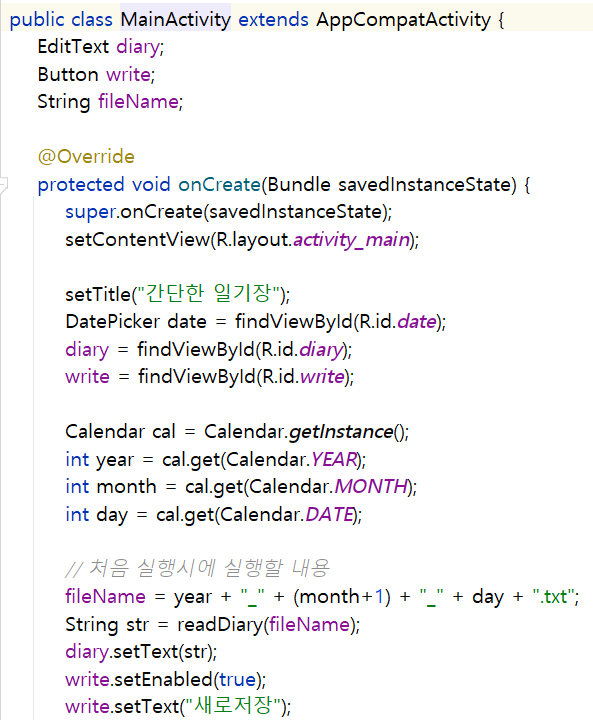 public class MainActivity extends AppCompatActivity {
EditText diary;
Button write;
String fileName;
@Override
protected void onCreate(Bundle savedInstanceState) {
super.onCreate(savedInstanceState);
setContentView(R.layout.activity_main);
setTitle("간단한 일기장");
DatePicker date = findViewById(R.id.date);
diary = findViewById(R.id.diary);
write = findViewById(R.id.write);
Calendar cal = Calendar.getInstance();
int year = cal.get(Calendar.YEAR);
int month = cal.get(Calendar.MONTH);
int day = cal.get(Calendar.DATE);
// 처음 실행시에 실행할 내용
fileName = year + "_" + (month+1) + "_" + day + ".txt";
String str = readDiary(fileName);
diary.setText(str);
write.setEnabled(true);
write.setText("새로저장");